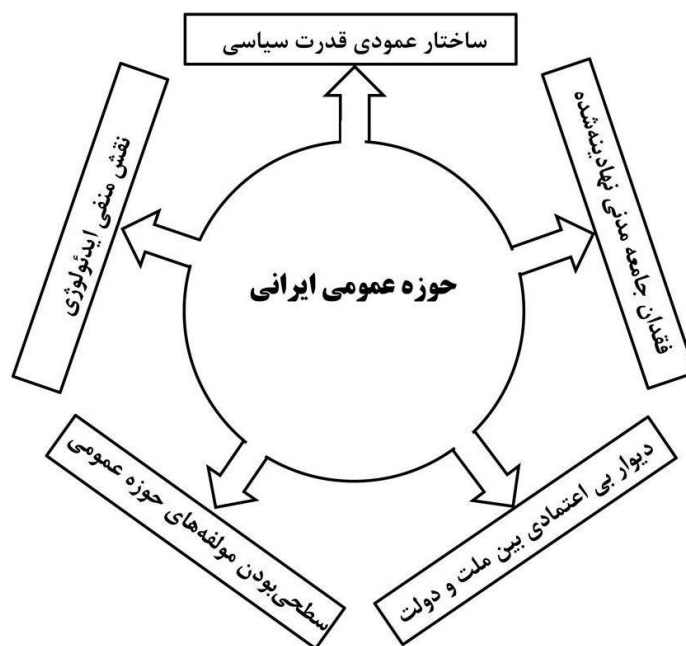 ساختار عمودی قدرت سیاسی
فقدان جامعه مدنی نهادینه‌شده
نقش منفی ایدئولوژی
حوزه عمومی ایرانی
دیوار بی اعتمادی بین ملت و دولت
سطحی‌بودن مولفه‌های حوزه عمومی